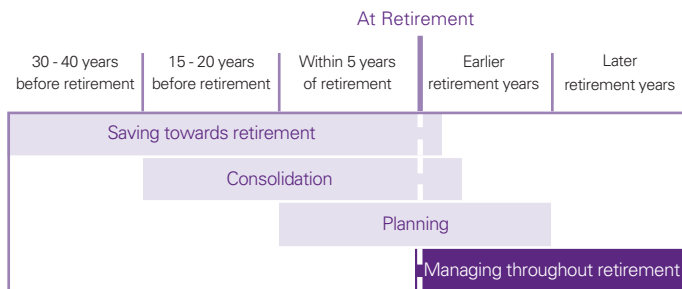 At Retirement
30 - 40 years
before retirement
15 - 20 years
before retirement
Within 5 years
of retirement
Earlier
retirement years
Later
retirement years
Saving towards retirement
Consolidation
Planning
Managing throughout retirement